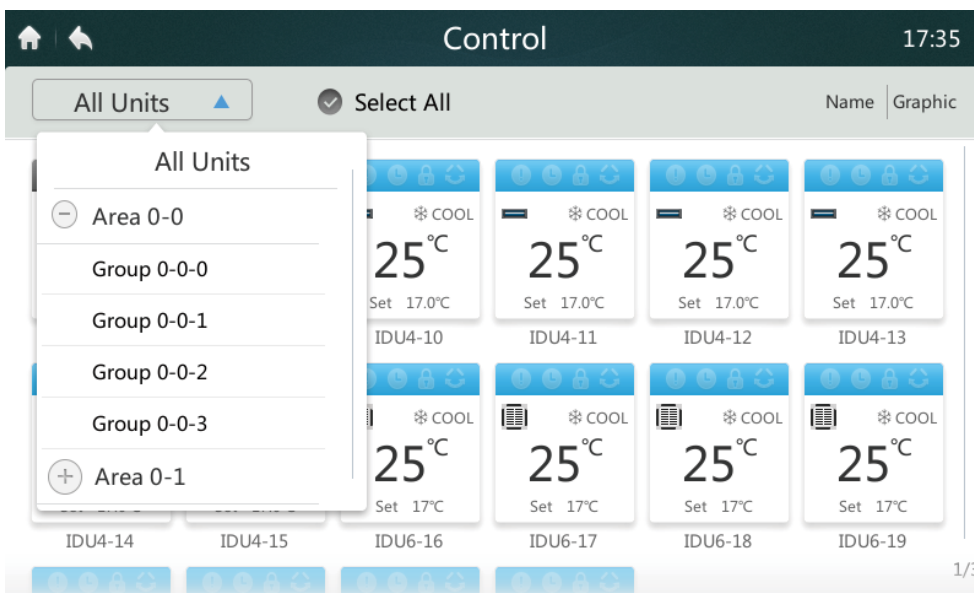 Control
17:35
All Units
Select All
Name
Graphic
All Units
Area 0-0
Group 0-0-0
Group 0-0-1
Group 0-0-2
Group 0-0-3
Area 0-1
COOL
COOL
COOL
COOL
25℃
25℃
25℃
25℃
Set 17.0℃
Set 17.0℃
Set 17.0℃
Set 17.0℃
IDU4-10
IDU4-11
IDU4-12
IDU4-13
COOL
COOL
COOL
COOL
25℃
25℃
25℃
25℃
Set 17℃
Set 17℃
Set 17℃
Set 17℃
IDU4-14
IDU4-15
IDU6-16
IDU6-17
IDU6-18
IDU6-19
1/3